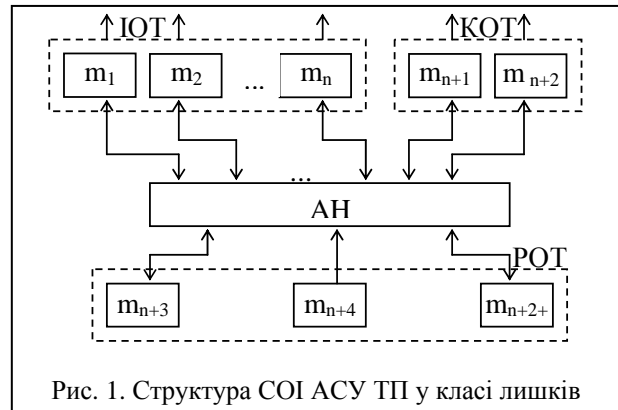 ІОТ КОТ
m₁ m₂ ... mₙ mₙ₊₁ m ₙ₊₂
...
АН
РОТ
mₙ₊₃ mₙ₊₄ mₙ₊₂₊
Рис. 1. Структура СОІ АСУ ТП у класі лишків